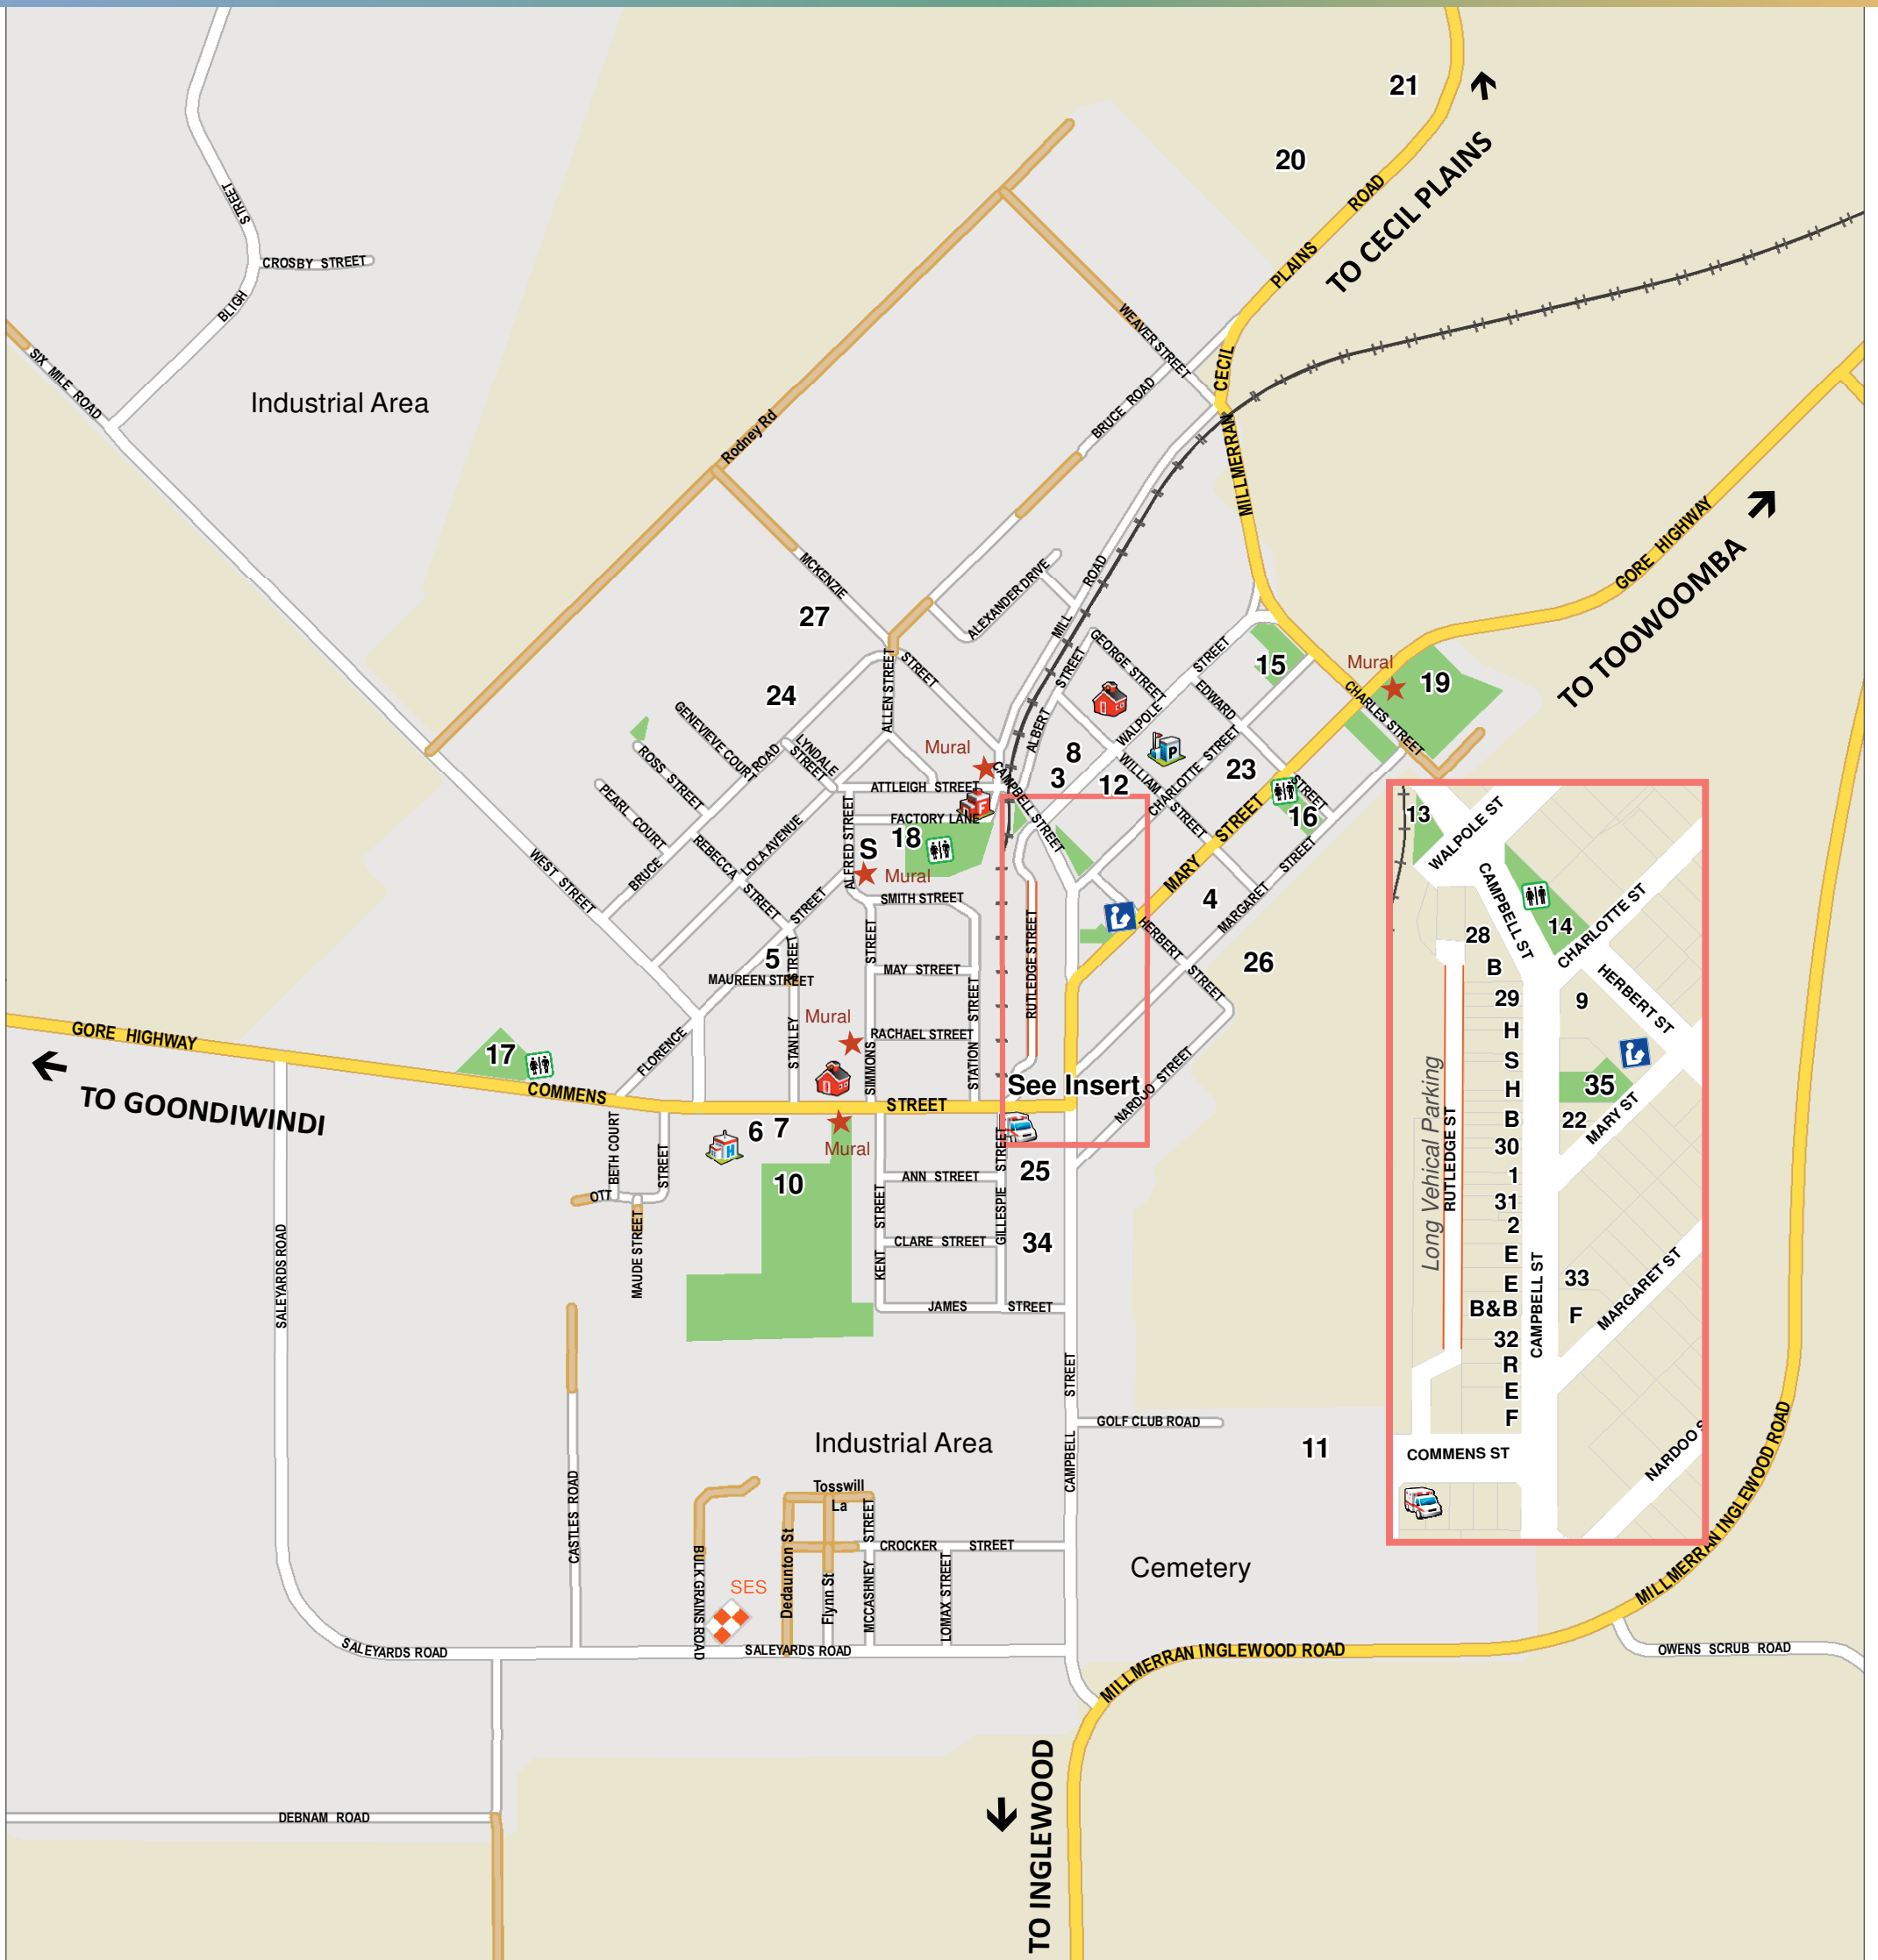 21
20
PLAINS ROAD
TO CECIL PLAINS
STREET
CROSBY STREET
BLIGH
SIX MILE ROAD
Industrial Area
WEAVER STREET
CECIL
BRUCE ROAD
MILLMERRAN
Rodney Rd
GORE HIGHWAY
TO TOOWOOMBA
MCKENZIE
STREET
27
ALEXANDER DRIVE
MILL ROAD
GEORGE STREET
ALBERT STREET
WALPOLE STREET
EDWARD
STREET
15
Mural
19
CHARLES STREET
24
ALLEN STREET
GENEVIEVE COURT
LYNDALE STREET
ROSS STREET
PEARL COURT
BRUCE ROAD
Mural
8
3
12
WILLIAM STREET
CHARLOTTE STREET
23
16
ATTLEIGH STREET
CAMPBELL STREET
FACTORY LANE
F
P
18
S
Mural
ALFRED STREET
REBECCA STREET
LOLA AVENUE
WEST STREET
SMITH STREET
MARY STREET
4
MARGARET STREET
HERBERT STREET
26
5
MAUREEN STREET
STANLEY STREET
MAY STREET
RUTLEDGE STREET
Mural
RACHAEL STREET
SIMMONS STREET
STATION STREET
See Insert
NARDOO STREET
GORE HIGHWAY
17
FLORENCE STREET
COMMENS STREET
TO GOONDIWINDI
6 7
H
Mural
BETH COURT
STREET
OTT
MAUDE STREET
10
ANN STREET
25
KENT STREET
GILLESPIE STREET
CLARE STREET
34
JAMES STREET
SALEYARDS ROAD
CAMPBELL STREET
GOLF CLUB ROAD
11
Industrial Area
CASTLES ROAD
Tosswill
La
BULK GRAINS ROAD
SES
Dedaunton St
Flynn St
MCCASHNEY STREET
CROCKER STREET
LOMAX STREET
Cemetery
SALEYARDS ROAD
SALEYARDS ROAD
MILLMERRAN INGLEWOOD ROAD
MILLMERRAN INGLEWOOD ROAD
OWENS SCRUB ROAD
DEBNAM ROAD
TO INGLEWOOD
13
WALPOLE ST
CAMPBELL ST
14
CHARLOTTE ST
28
B
HERBERT ST
29
9
H
S
H
35
B
22
MARY ST
30
1
31
2
E
E
33
B&B
F
MARGARET ST
32
R
E
F
Long Vehical Parking
RUTLEDGE ST
CAMPBELL ST
COMMENS ST
NARDOO S